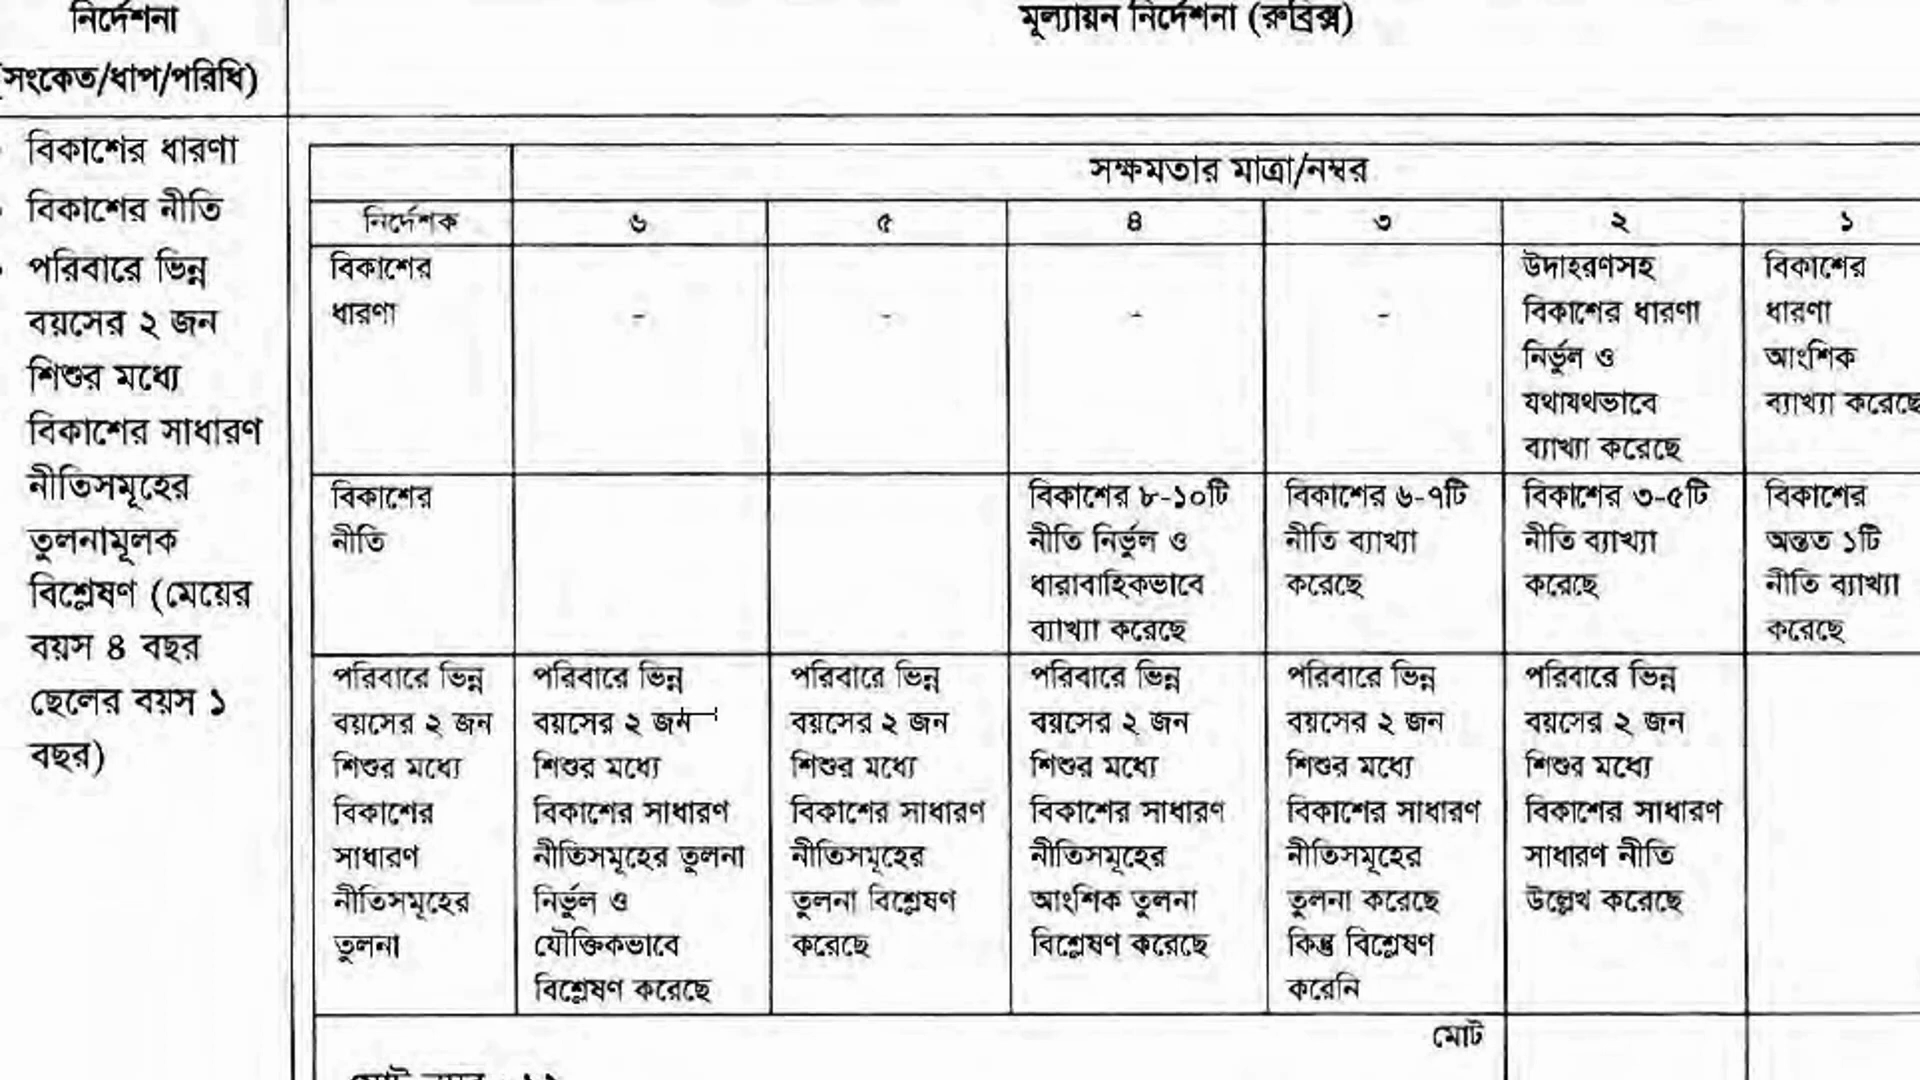 নির্দেশনা
(সংকেত/ধাপ/পরিধি)
মূল্যায়ন নির্দেশনা (রুব্রিক্স)
বিকাশের ধারণা
বিকাশের নীতি
পরিবারে ভিন্ন
বয়সের ২ জন
শিশুর মধ্যে
বিকাশের সাধারণ
নীতিসমূহের
তুলনামূলক
বিশ্লেষণ (মেয়ের
বয়স ৪ বছর
ছেলের বয়স ১
বছর)
সক্ষমতার মাত্রা/নম্বর
নির্দেশক
৬
৫
৪
৩
২
১
বিকাশের
ধারণা
-
-
-
-
উদাহরণসহ
বিকাশের ধারণা
নির্ভুল ও
যথাযথভাবে
ব্যাখ্যা করেছে
বিকাশের
ধারণা
আংশিক
ব্যাখ্যা করেছে
বিকাশের
নীতি
বিকাশের ৮-১০টি
নীতি নির্ভুল ও
ধারাবাহিকভাবে
ব্যাখ্যা করেছে
বিকাশের ৬-৭টি
নীতি ব্যাখ্যা
করেছে
বিকাশের ৩-৫টি
নীতি ব্যাখ্যা
করেছে
বিকাশের
অন্তত ১টি
নীতি ব্যাখ্যা
করেছে
পরিবারে ভিন্ন
বয়সের ২ জন
শিশুর মধ্যে
বিকাশের
সাধারণ
নীতিসমূহের
তুলনা
পরিবারে ভিন্ন
বয়সের ২ জন
শিশুর মধ্যে
বিকাশের সাধারণ
নীতিসমূহের তুলনা
নির্ভুল ও
যৌক্তিকভাবে
বিশ্লেষণ করেছে
পরিবারে ভিন্ন
বয়সের ২ জন
শিশুর মধ্যে
বিকাশের সাধারণ
নীতিসমূহের
তুলনা বিশ্লেষণ
করেছে
পরিবারে ভিন্ন
বয়সের ২ জন
শিশুর মধ্যে
বিকাশের সাধারণ
নীতিসমূহের
আংশিক তুলনা
বিশ্লেষণ করেছে
পরিবারে ভিন্ন
বয়সের ২ জন
শিশুর মধ্যে
বিকাশের সাধারণ
নীতিসমূহের
তুলনা করেছে
কিন্তু বিশ্লেষণ
করেনি
পরিবারে ভিন্ন
বয়সের ২ জন
শিশুর মধ্যে
বিকাশের সাধারণ
সাধারণ নীতি
উল্লেখ করেছে
মোট